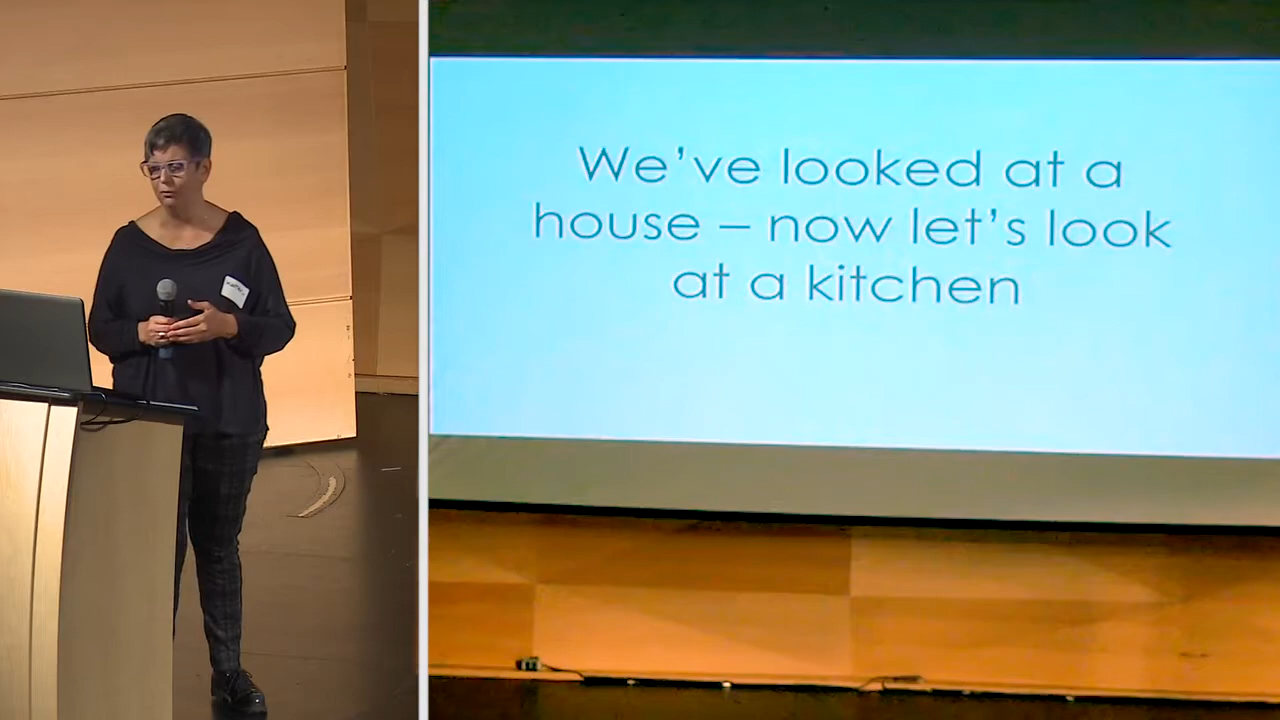 We’ve looked at a
house – now let’s look
at a kitchen